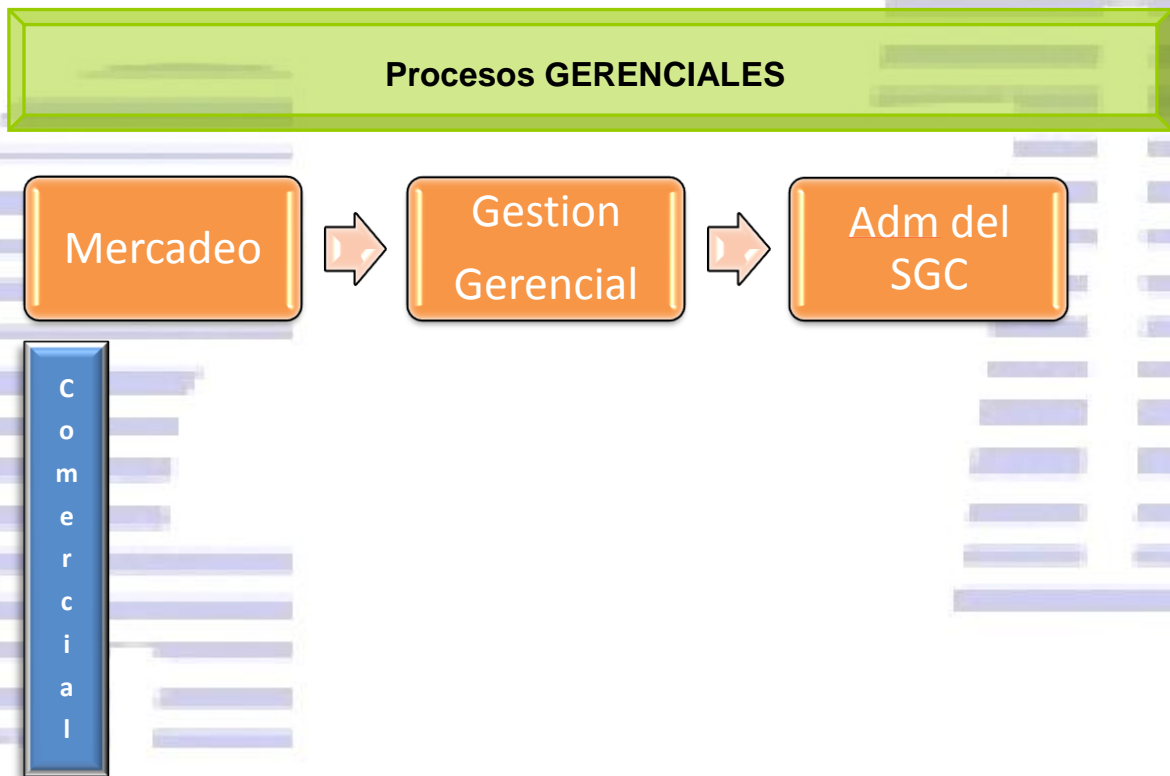 Procesos GERENCIALES
Mercadeo
Gestion
Gerencial
Adm del
SGC
C
o
m
e
r
c
i
a
l